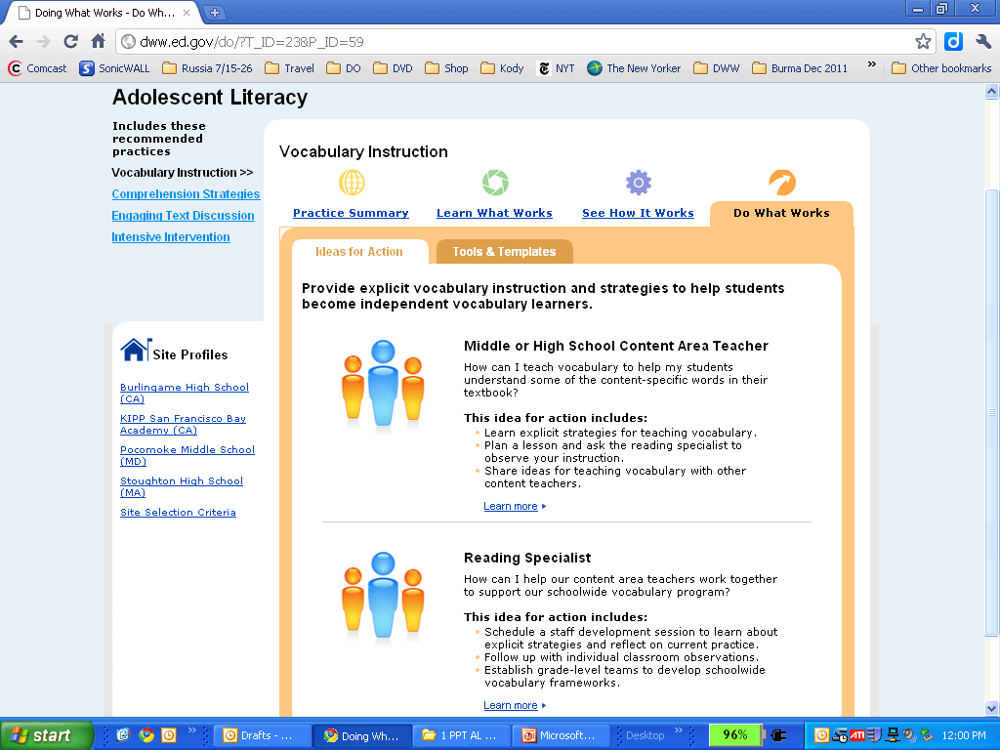 Doing What Works - Do Wh...
dww.ed.gov/do/?T_ID=23&P_ID=59
Comcast SonicWALL Russia 7/15-26 Travel DO DVD Shop Kody NYT The New Yorker DWW Burma Dec 2011 » Other bookmarks
Adolescent Literacy
Includes these
recommended
practices
Vocabulary Instruction >>
Comprehension Strategies
Engaging Text Discussion
Intensive Intervention
Site Profiles
Burlingame High School
(CA)
KIPP San Francisco Bay
Academy (CA)
Pocomoke Middle School
(MD)
Stoughton High School
(MA)
Site Selection Criteria
Vocabulary Instruction
Practice Summary Learn What Works See How It Works Do What Works
Ideas for Action Tools & Templates
Provide explicit vocabulary instruction and strategies to help students
become independent vocabulary learners.
Middle or High School Content Area Teacher
How can I teach vocabulary to help my students
understand some of the content-specific words in their
textbook?
This idea for action includes:
Learn explicit strategies for teaching vocabulary.
Plan a lesson and ask the reading specialist to
observe your instruction.
Share ideas for teaching vocabulary with other
content teachers.
Learn more
Reading Specialist
How can I help our content area teachers work together
to support our schoolwide vocabulary program?
This idea for action includes:
Schedule a staff development session to learn about
explicit strategies and reflect on current practice.
Follow up with individual classroom observations.
Establish grade-level teams to develop schoolwide
vocabulary frameworks.
Learn more
start » Drafts - ... Doing Wh... 1 PPT AL ... Microsoft... Desktop » 96% ATI 12:00 PM